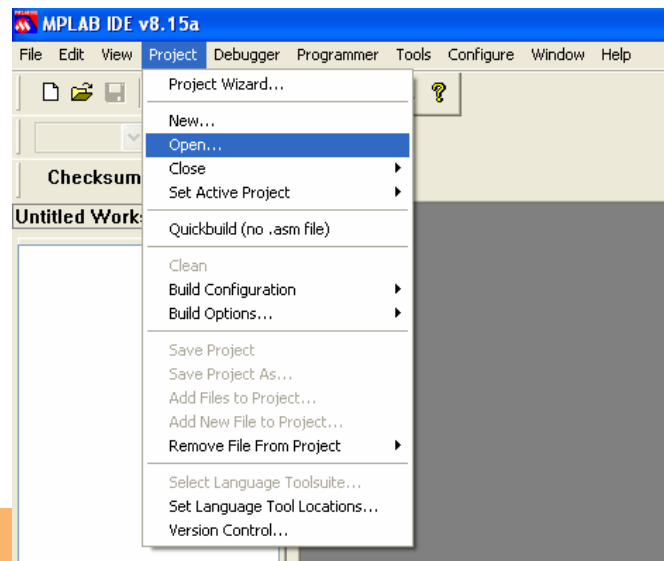 MPLAB IDE v8.15a
File Edit View Project Debugger Programmer Tools Configure Window Help
Project Wizard...
?
New...
Open...
Close
Checksum
Set Active Project
Untitled Works
Quickbuild (no .asm file)
Clean
Build Configuration
Build Options...
Save Project
Save Project As...
Add Files to Project...
Add New File to Project...
Remove File From Project
Select Language Toolsuite...
Set Language Tool Locations...
Version Control...